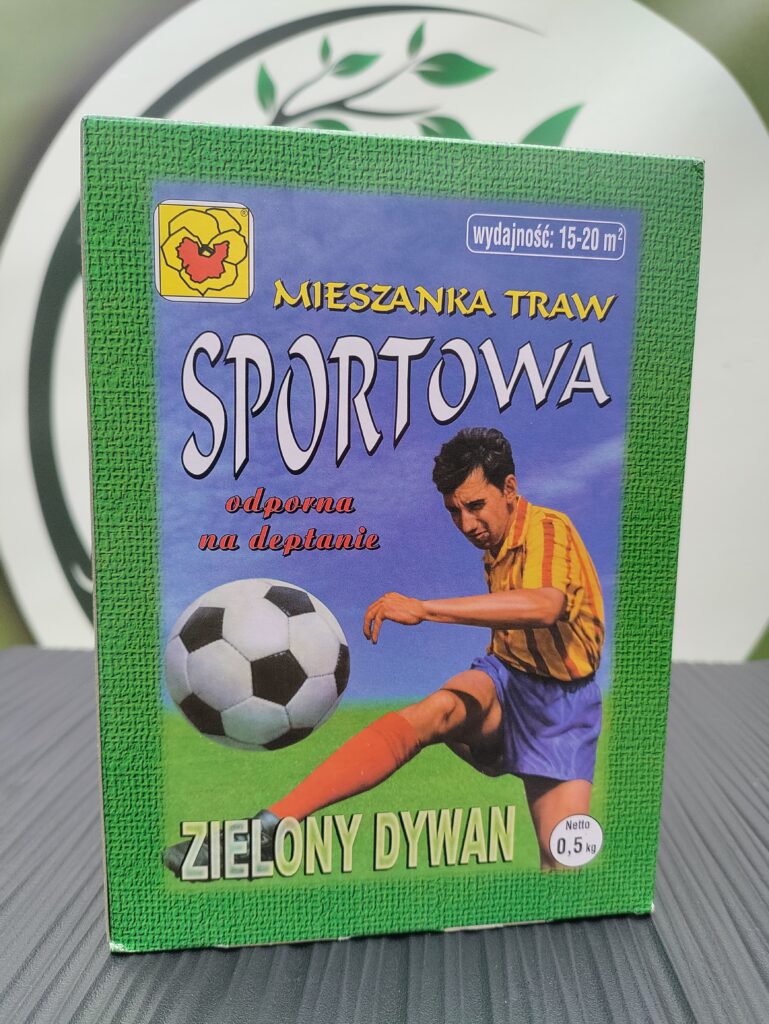 ®
wydajność: 15-20 m²
MIESZANKA TRAW
SPORTOWA
odporna
na deptanie
ZIELONY DYWAN
Netto
0,5 kg